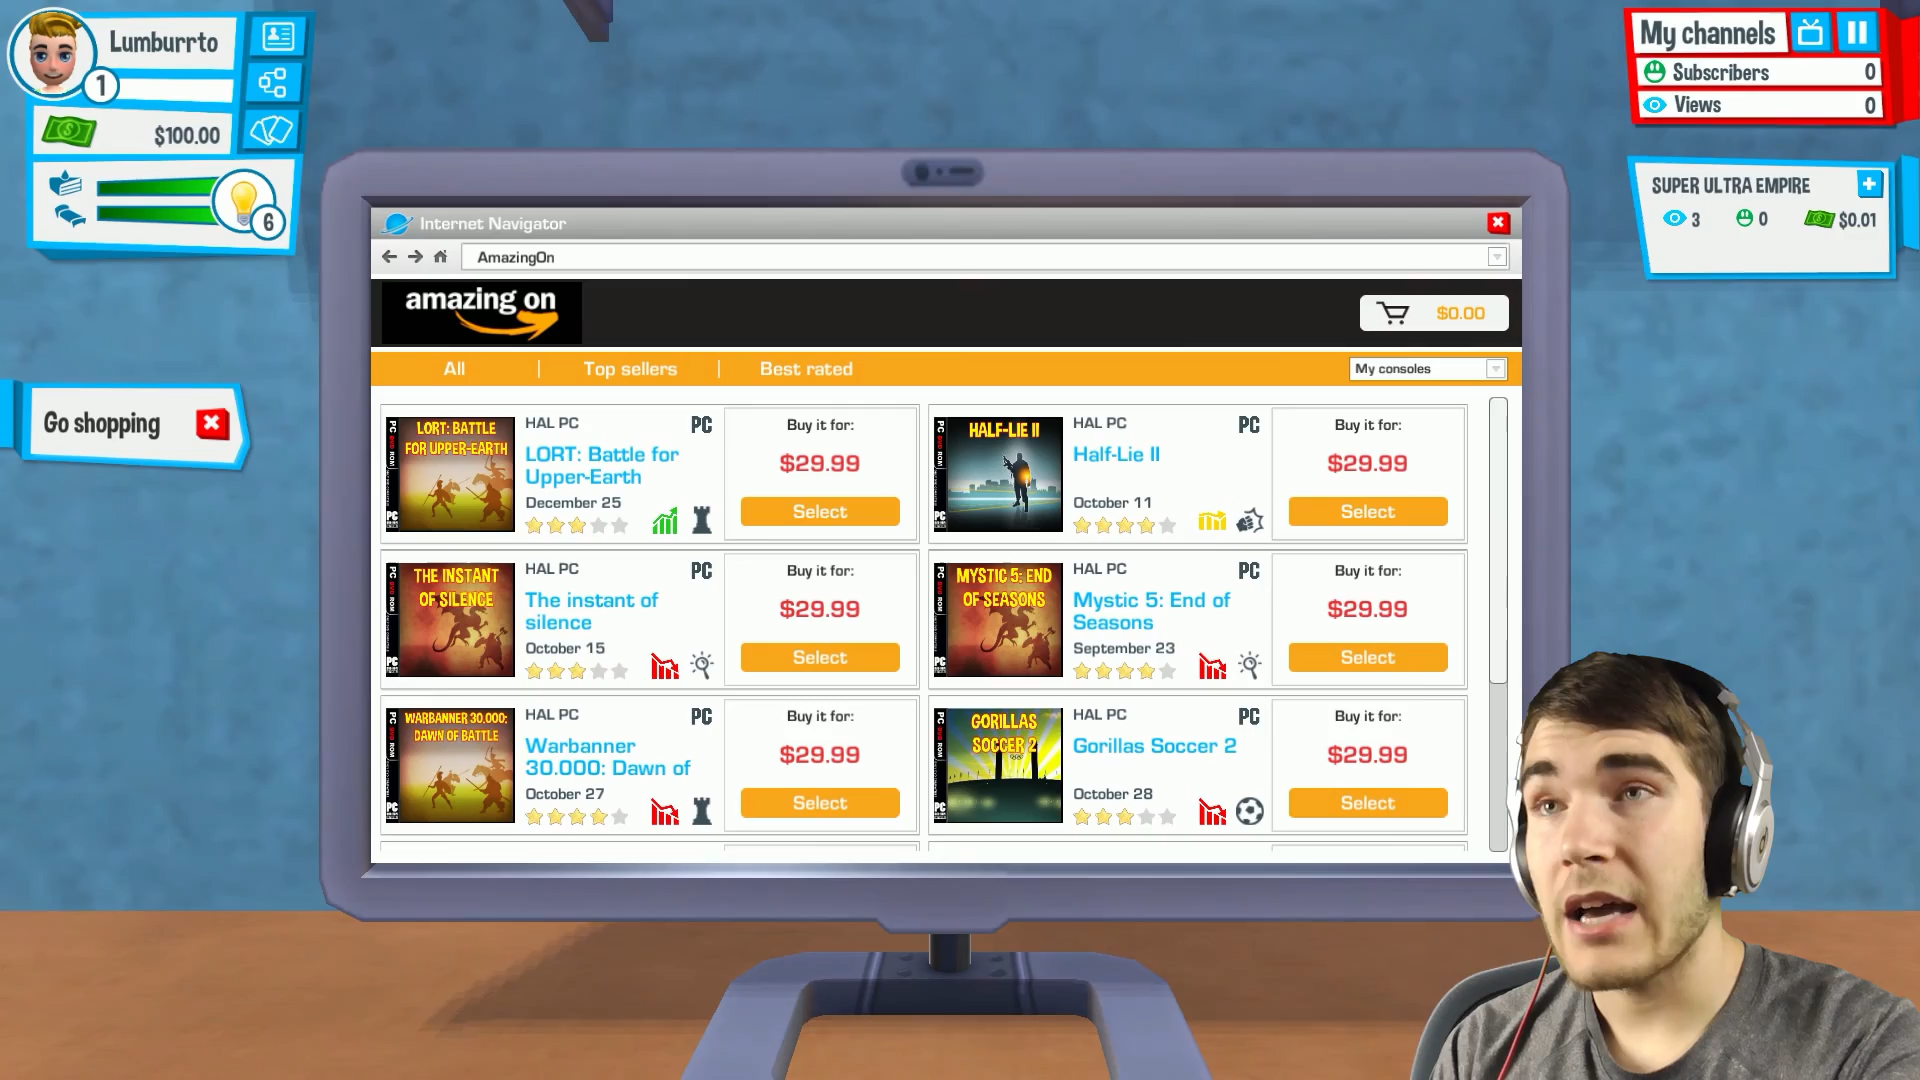 Lumburrto
1
$100.00
6
My channels
Subscribers 0
Views 0
SUPER ULTRA EMPIRE
3 0 $0.01
Go shopping
Internet Navigator
AmazingOn
amazing on
$0.00
All | Top sellers | Best rated
My consoles
LORT: BATTLE
FOR UPPER-EARTH
HAL PC
PC
LORT: Battle for
Upper-Earth
December 25
Buy it for:
$29.99
Select
HALF-LIE II
HAL PC
PC
Half-Lie II
October 11
Buy it for:
$29.99
Select
THE INSTANT
OF SILENCE
HAL PC
PC
The instant of
silence
October 15
Buy it for:
$29.99
Select
MYSTIC 5: END
OF SEASONS
HAL PC
PC
Mystic 5: End of
Seasons
September 23
Buy it for:
$29.99
Select
WARBANNER 30.000:
DAWN OF BATTLE
HAL PC
PC
Warbanner
30.000: Dawn of
October 27
Buy it for:
$29.99
Select
GORILLAS
SOCCER 2
HAL PC
PC
Gorillas Soccer 2
October 28
Buy it for:
$29.99
Select